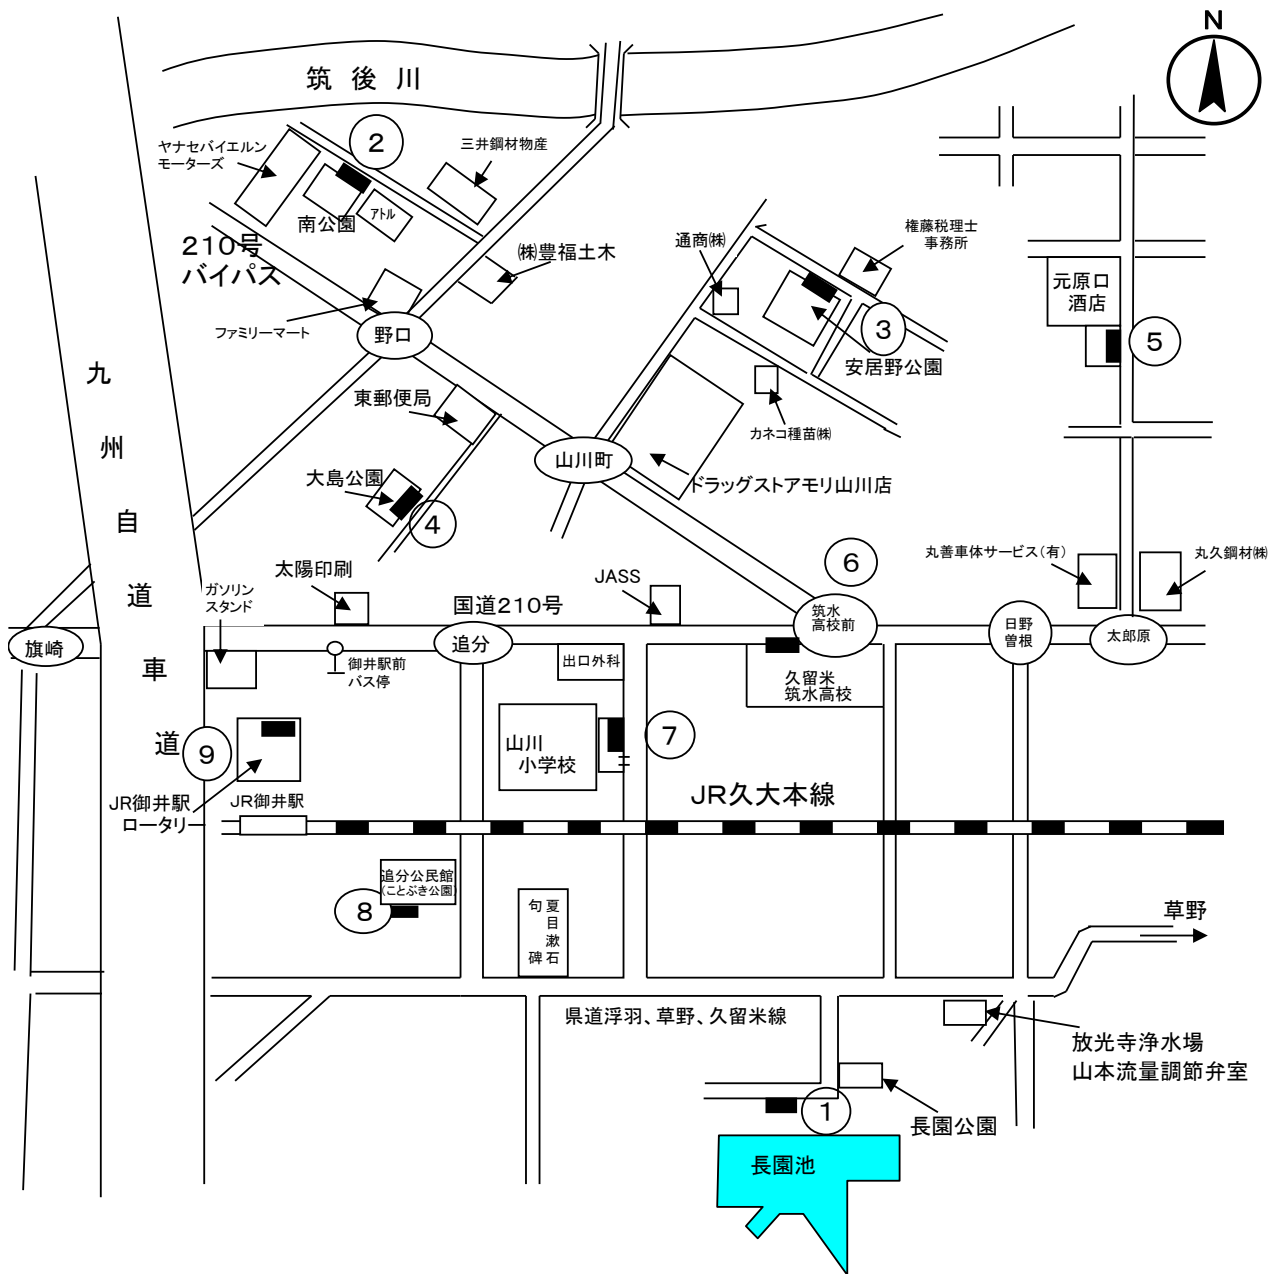 N
筑後川
ヤナセバイエルン
モーターズ
②
三井鋼材物産
アトル
南公園
210号
バイパス
㈱豊福土木
ファミリーマート
野口
通商㈱
権藤税理士
事務所
③
安居野公園
元原口
酒店
⑤
九州自道車道
東郵便局
カネコ種苗㈱
山川町
大島公園
ドラッグストアモリ山川店
④
⑥
丸善車体サービス(有)
丸久鋼材㈱
太陽印刷
JASS
ガソリン
スタンド
国道210号
筑水
高校前
日野
曽根
太郎原
旗崎
追分
御井駅前
バス停
出口外科
久留米
筑水高校
⑦
山川
小学校
⑨
JR久大本線
JR御井駅
ロータリー
JR御井駅
追分公民館
(ことぶき公園)
⑧
夏目漱石
句碑
草野
県道浮羽、草野、久留米線
放光寺浄水場
山本流量調節弁室
①
長園公園
長園池